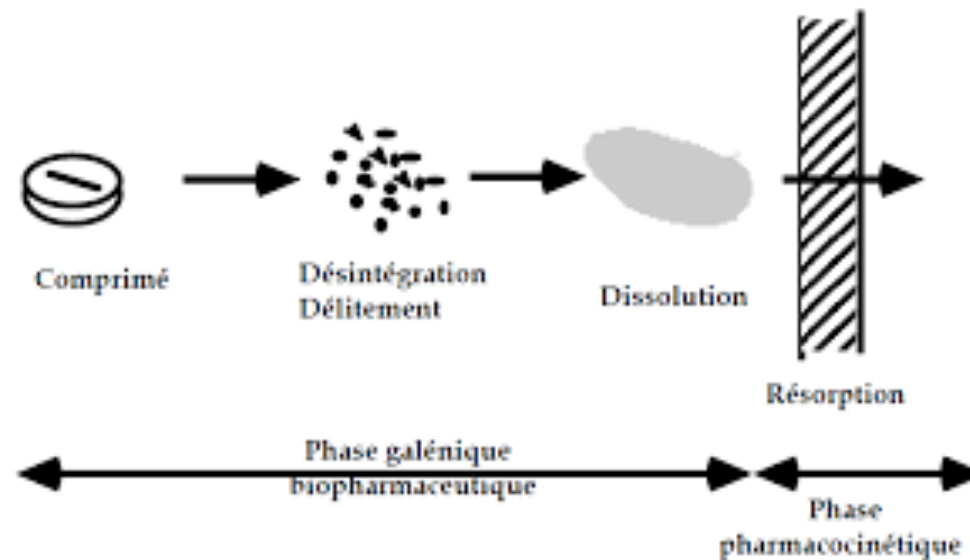 Comprimé
Désintégration
Délitement
Dissolution
Résorption
Phase galénique
biopharmaceutique
Phase
pharmacocinétique